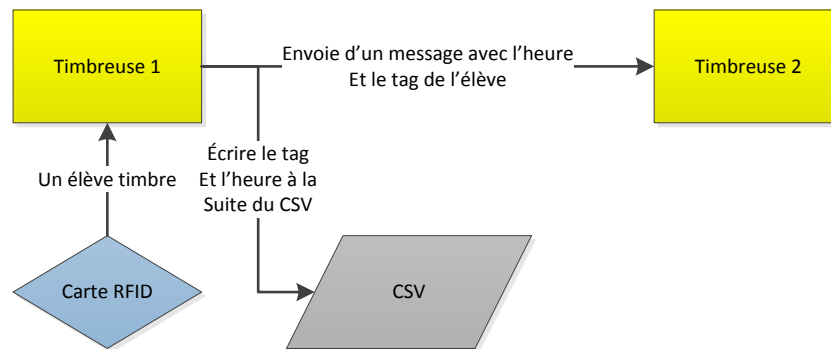 Timbreuse 1
Envoie d'un message avec l'heure
Et le tag de l'élève
Timbreuse 2
Un élève timbre
Écrire le tag
Et l'heure à la
Suite du CSV
Carte RFID
CSV